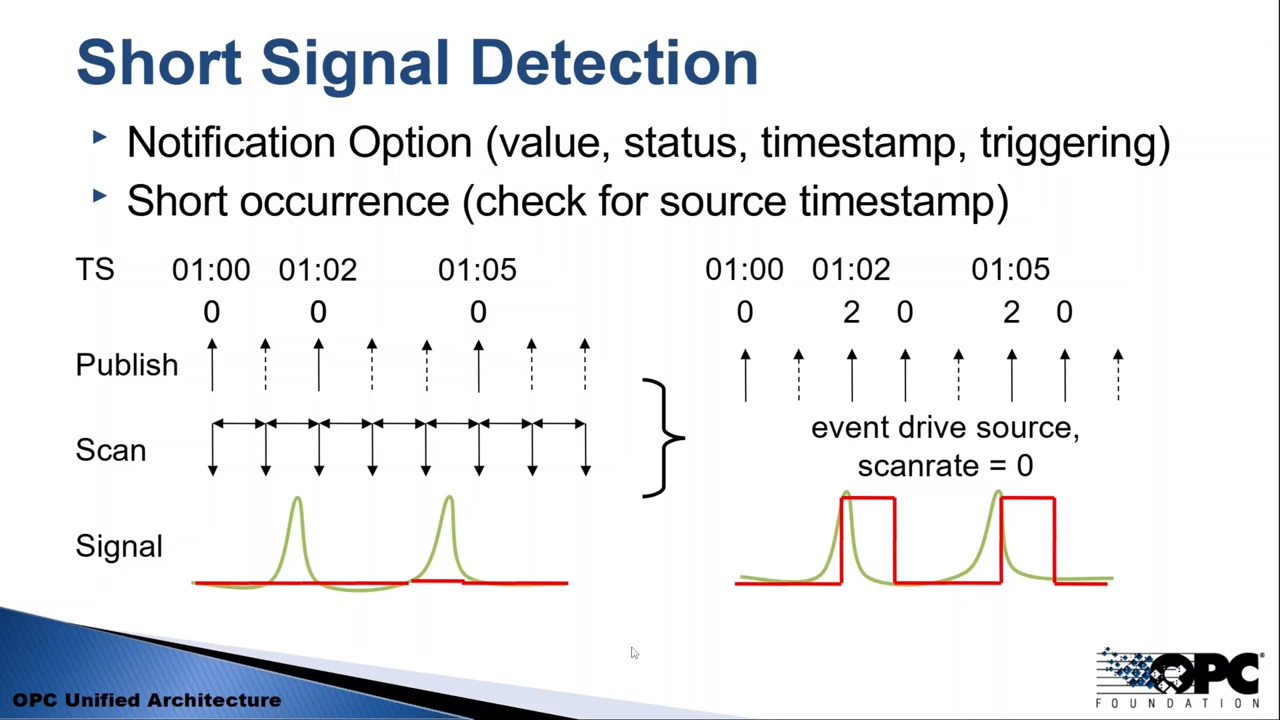 Short Signal Detection
Notification Option (value, status, timestamp, triggering)
Short occurrence (check for source timestamp)
TS 01:00 01:02 01:05 01:00 01:02 01:05
0 0 0 0 2 0 2 0
Publish
event drive source,
Scan
scanrate = 0
Signal
OPC Unified Architecture
OPC
FOUNDATION